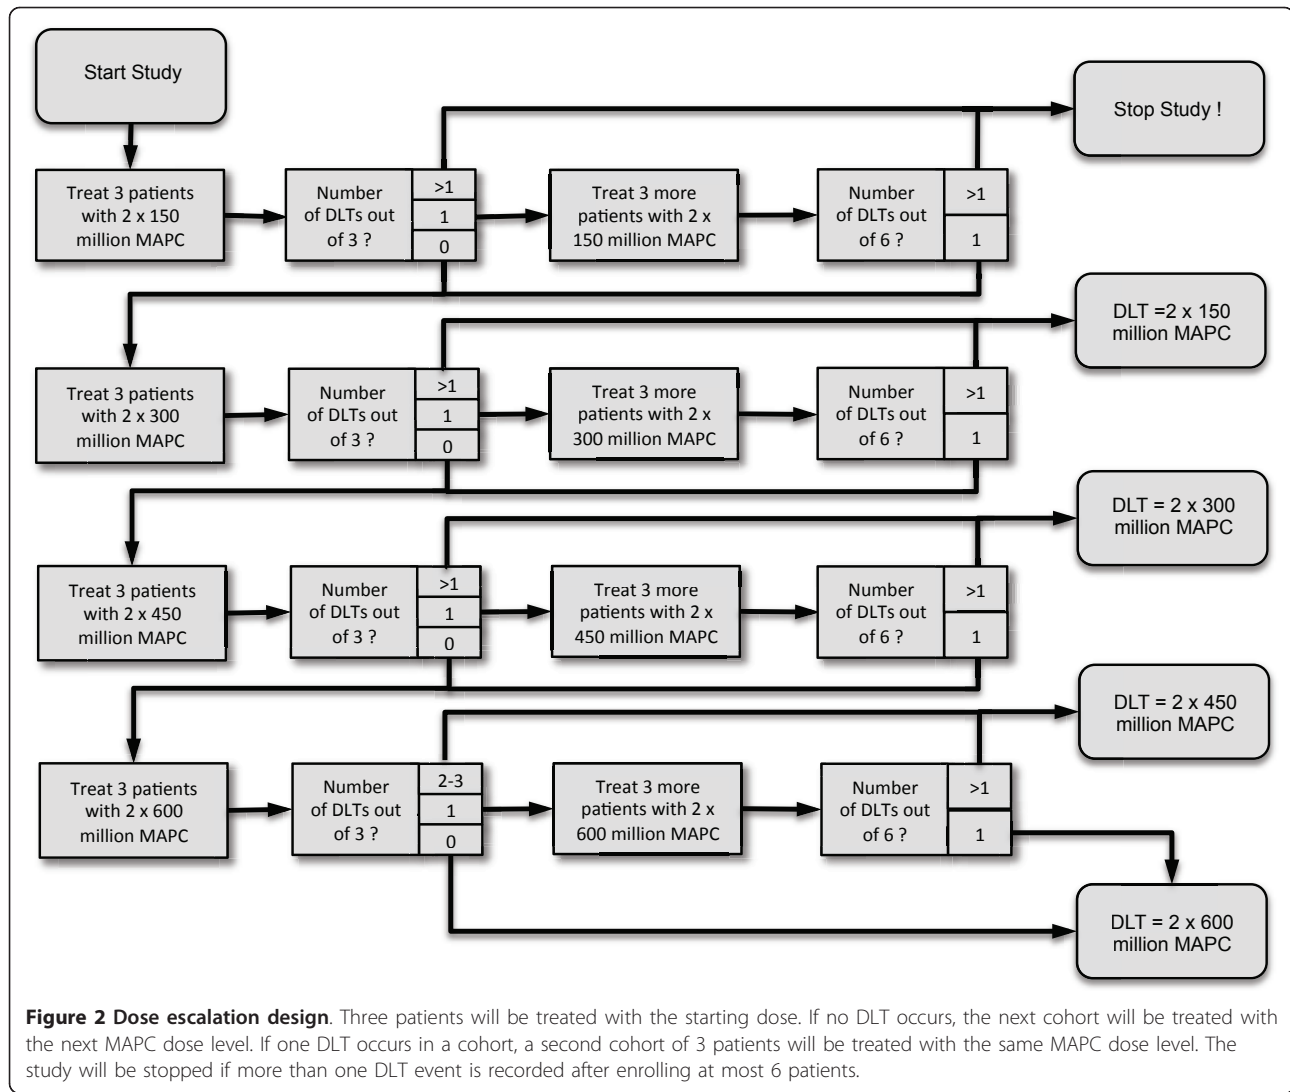 Start Study
Stop Study !
Treat 3 patients
with 2 x 150
million MAPC
Number
of DLTs out
of 3 ?
>1
1
0
Treat 3 more
patients with 2 x
150 million MAPC
Number
of DLTs out
of 6 ?
>1
1
DLT =2 x 150
million MAPC
Treat 3 patients
with 2 x 300
million MAPC
Number
of DLTs out
of 3 ?
>1
1
0
Treat 3 more
patients with 2 x
300 million MAPC
Number
of DLTs out
of 6 ?
>1
1
DLT = 2 x 300
million MAPC
Treat 3 patients
with 2 x 450
million MAPC
Number
of DLTs out
of 3 ?
>1
1
0
Treat 3 more
patients with 2 x
450 million MAPC
Number
of DLTs out
of 6 ?
>1
1
DLT = 2 x 450
million MAPC
Treat 3 patients
with 2 x 600
million MAPC
Number
of DLTs out
of 3 ?
2-3
1
0
Treat 3 more
patients with 2 x
600 million MAPC
Number
of DLTs out
of 6 ?
>1
1
DLT = 2 x 600
million MAPC
Figure 2 Dose escalation design. Three patients will be treated with the starting dose. If no DLT occurs, the next cohort will be treated with
the next MAPC dose level. If one DLT occurs in a cohort, a second cohort of 3 patients will be treated with the same MAPC dose level. The
study will be stopped if more than one DLT event is recorded after enrolling at most 6 patients.